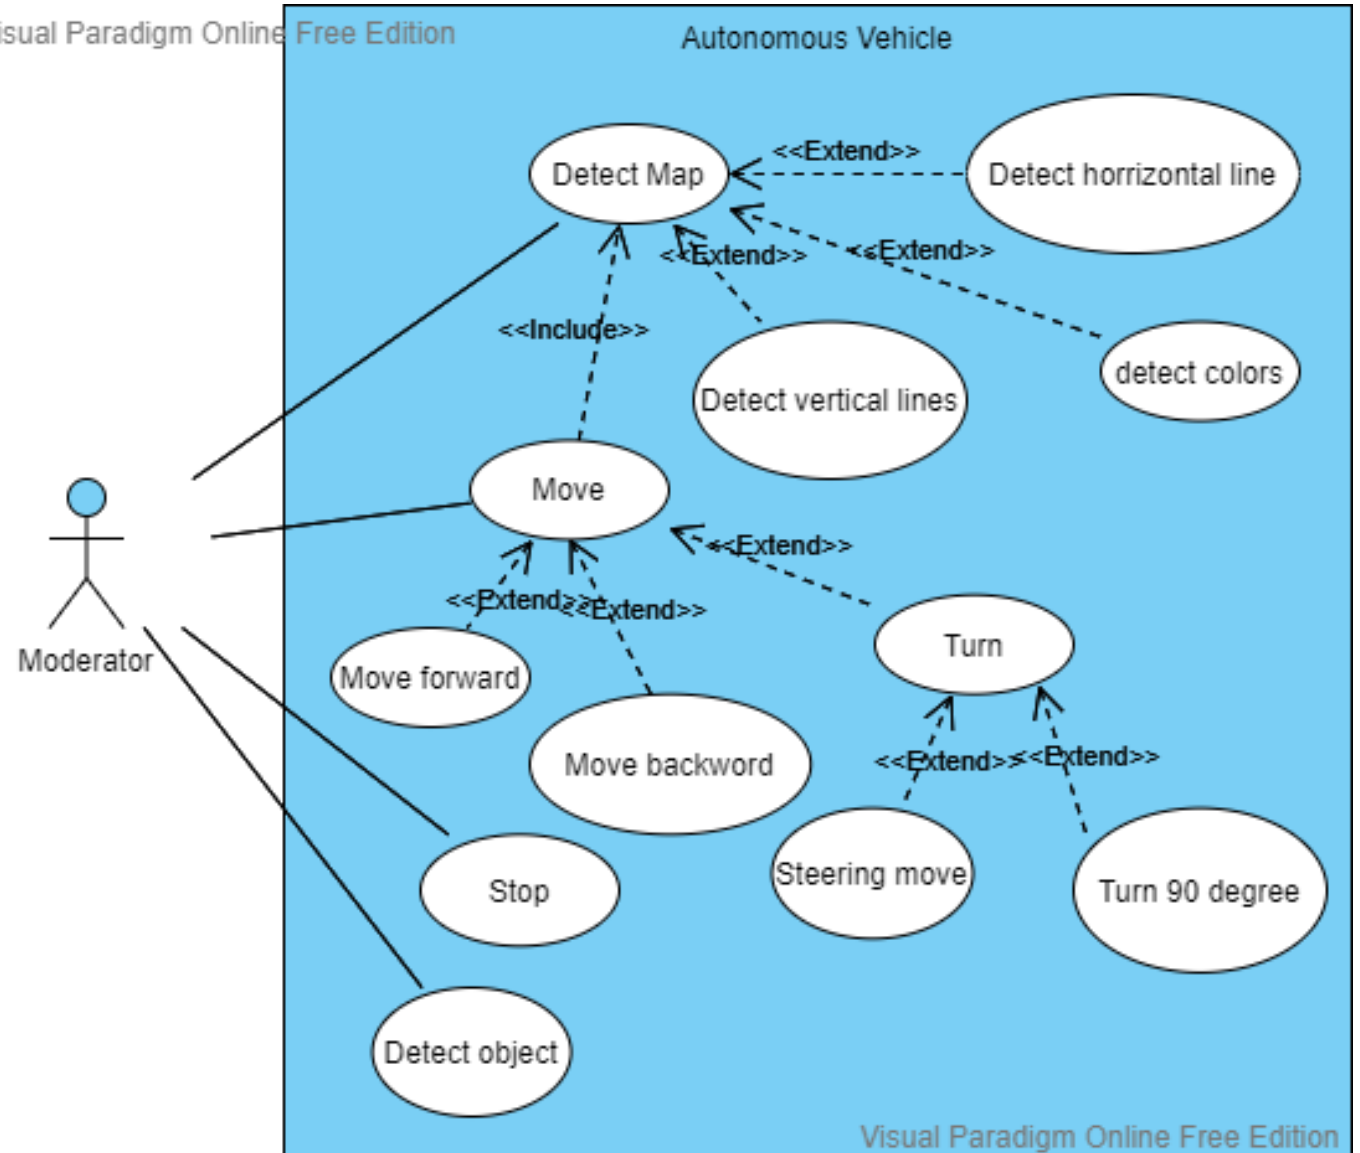 isual Paradigm Online Free Edition
Autonomous Vehicle
<<Extend>>
Detect Map
Detect horrizontal line
<<Extend>>
<<Extend>>
<<Include>>
detect colors
Detect vertical lines
Move
<<Extend>>
<<Extend>>
<<Extend>>
Turn
Moderator
Move forward
<<Extend>>
<<Extend>>
Move backword
Steering move
Stop
Turn 90 degree
Detect object
Visual Paradigm Online Free Edition